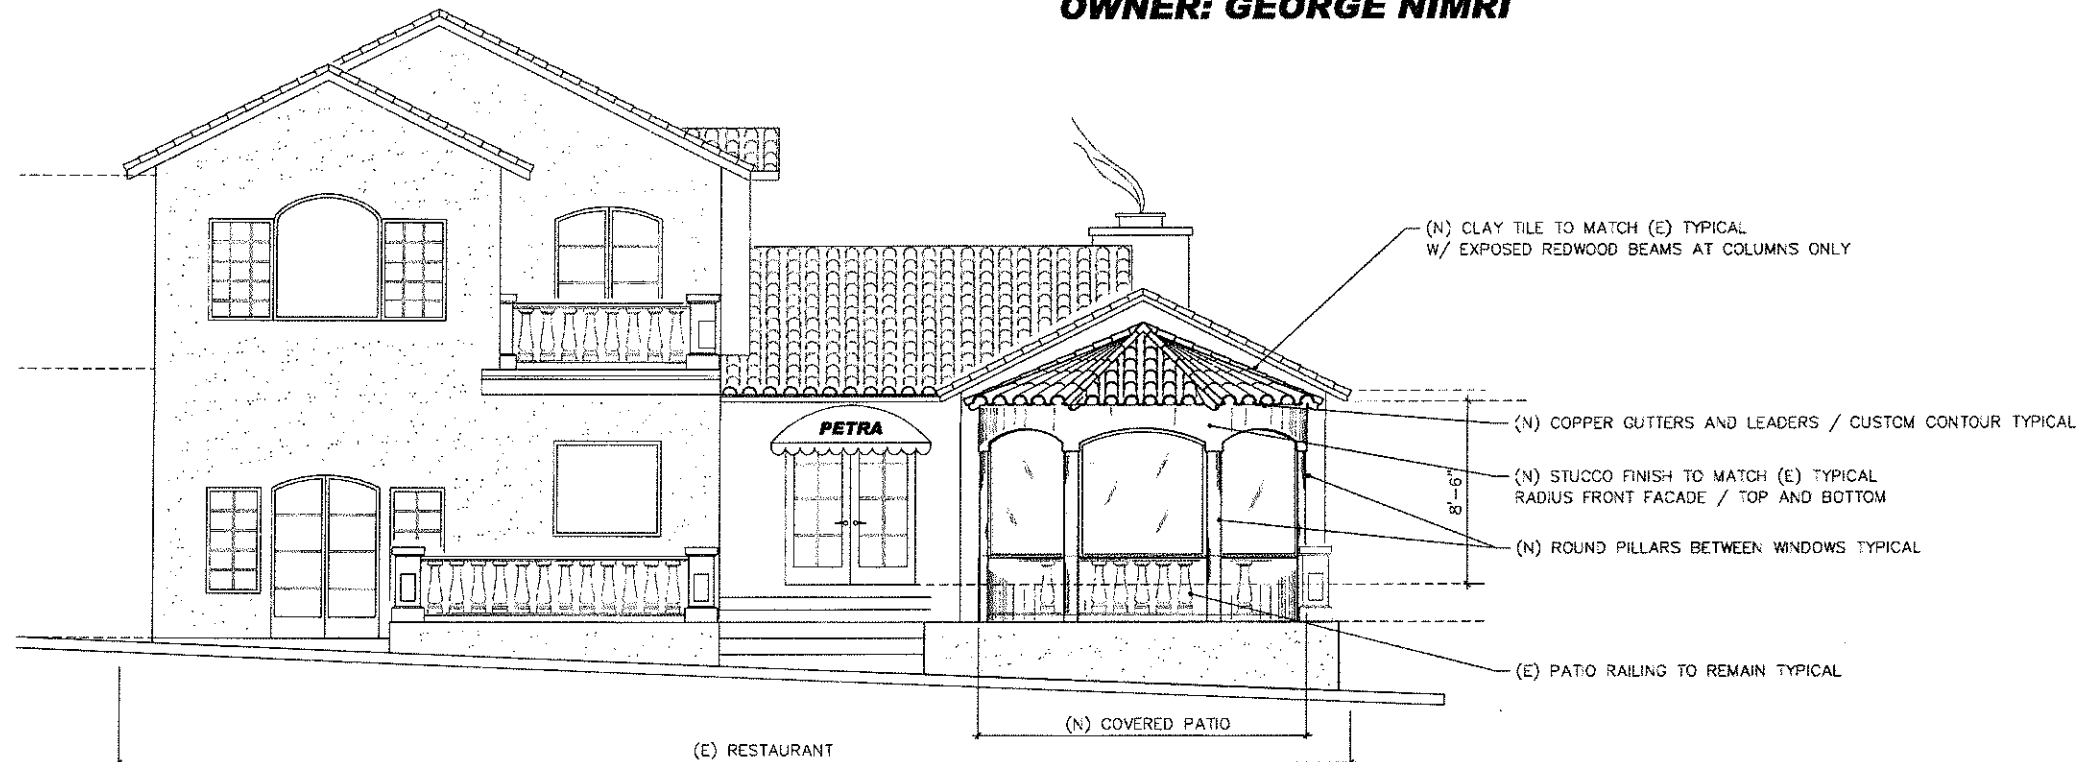 OWNER: GEORGE NIMRI
(N) CLAY TILE TO MATCH (E) TYPICAL
W/ EXPOSED REDWOOD BEAMS AT COLUMNS ONLY
PETRA
(N) COPPER GUTTERS AND LEADERS / CUSTOM CONTOUR TYPICAL
(N) STUCCO FINISH TO MATCH (E) TYPICAL
RADIUS FRONT FACADE / TOP AND BOTTOM
8'-6"
(N) ROUND PILLARS BETWEEN WINDOWS TYPICAL
(E) PATIO RAILING TO REMAIN TYPICAL
(N) COVERED PATIO
(E) RESTAURANT